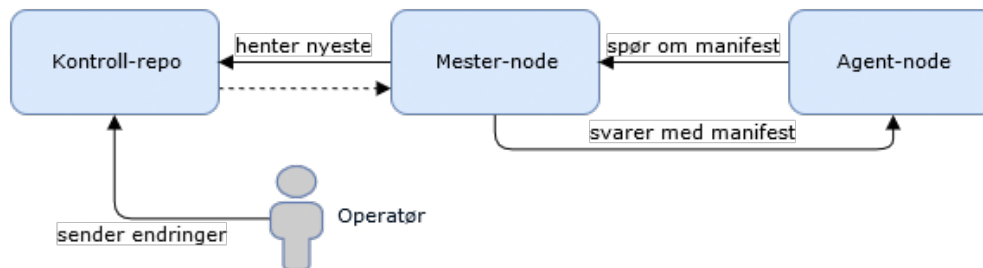 Kontroll-repo
henter nyeste
Mester-node
spør om manifest
Agent-node
svarer med manifest
Operatør
sender endringer